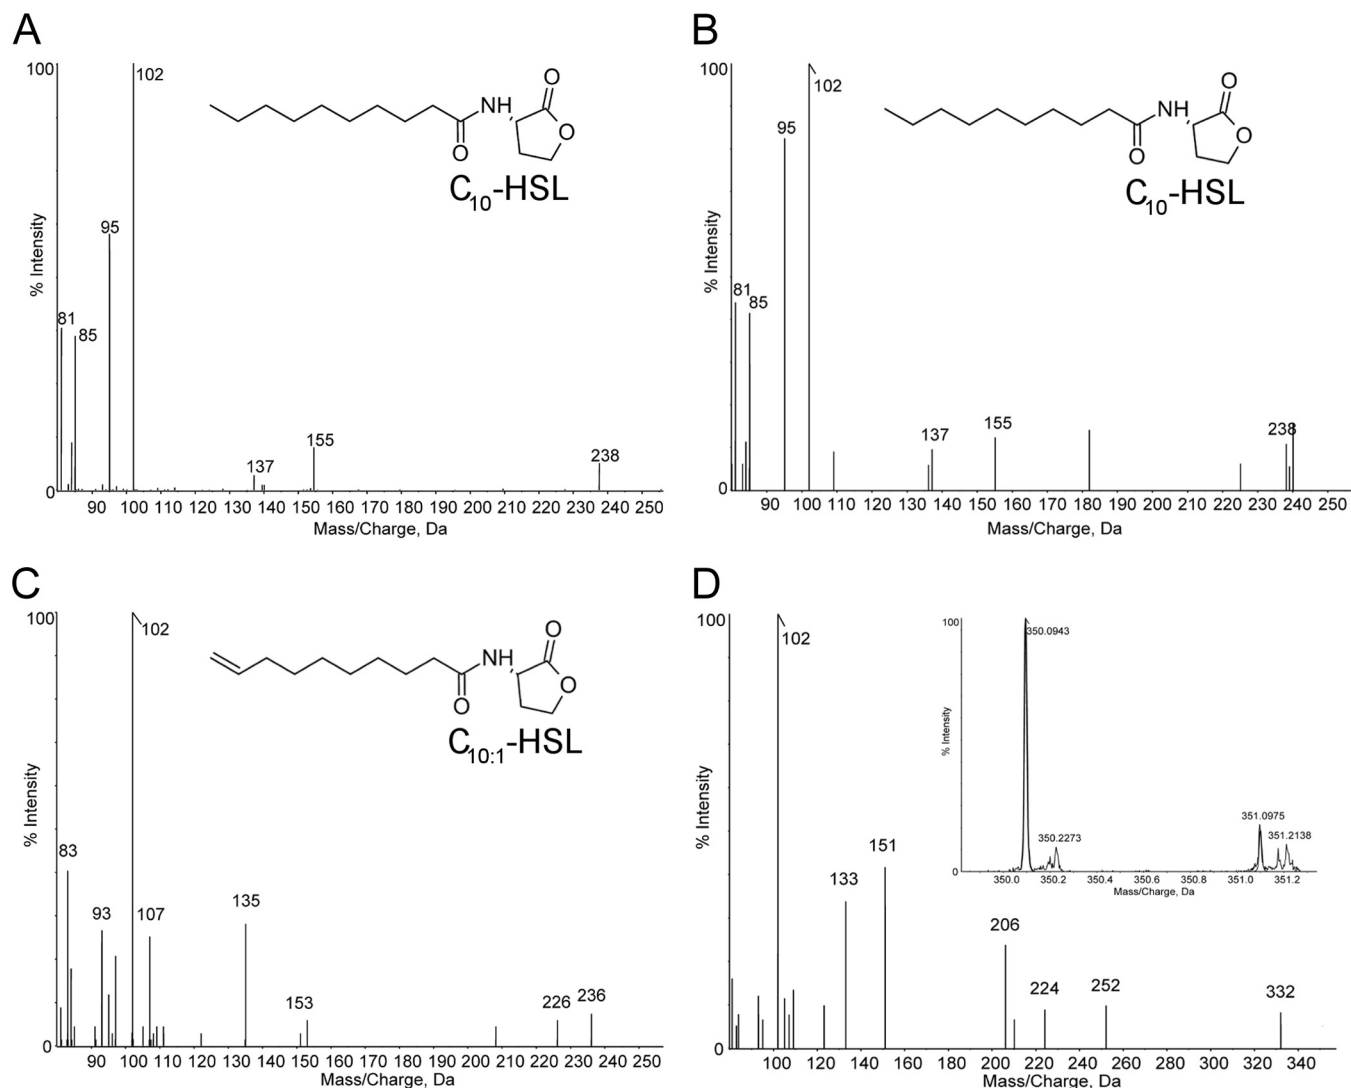 A
100
102
95
81
85
137
155
238
0
90 100 110 120 130 140 150 160 170 180 190 200 210 220 230 240 250
Mass/Charge, Da
% Intensity
NH
O
O
O
C10-HSL
B
100
102
95
81
85
137
155
238
0
90 100 110 120 130 140 150 160 170 180 190 200 210 220 230 240 250
Mass/Charge, Da
% Intensity
NH
O
O
O
C10-HSL
C
100
102
83
93
107
135
153
226
236
0
90 100 110 120 130 140 150 160 170 180 190 200 210 220 230 240 250
Mass/Charge, Da
% Intensity
NH
O
O
O
C10:1-HSL
D
100
102
133
151
206
224
252
332
0
100 120 140 160 200 220 240 260 280 300 320 340
Mass/Charge, Da
% Intensity
100
350.0943
350.2273
351.0975
351.2138
0
350.0 350.2 350.4 350.6 350.8 351.0 351.2
Mass/Charge, Da
% Intensity